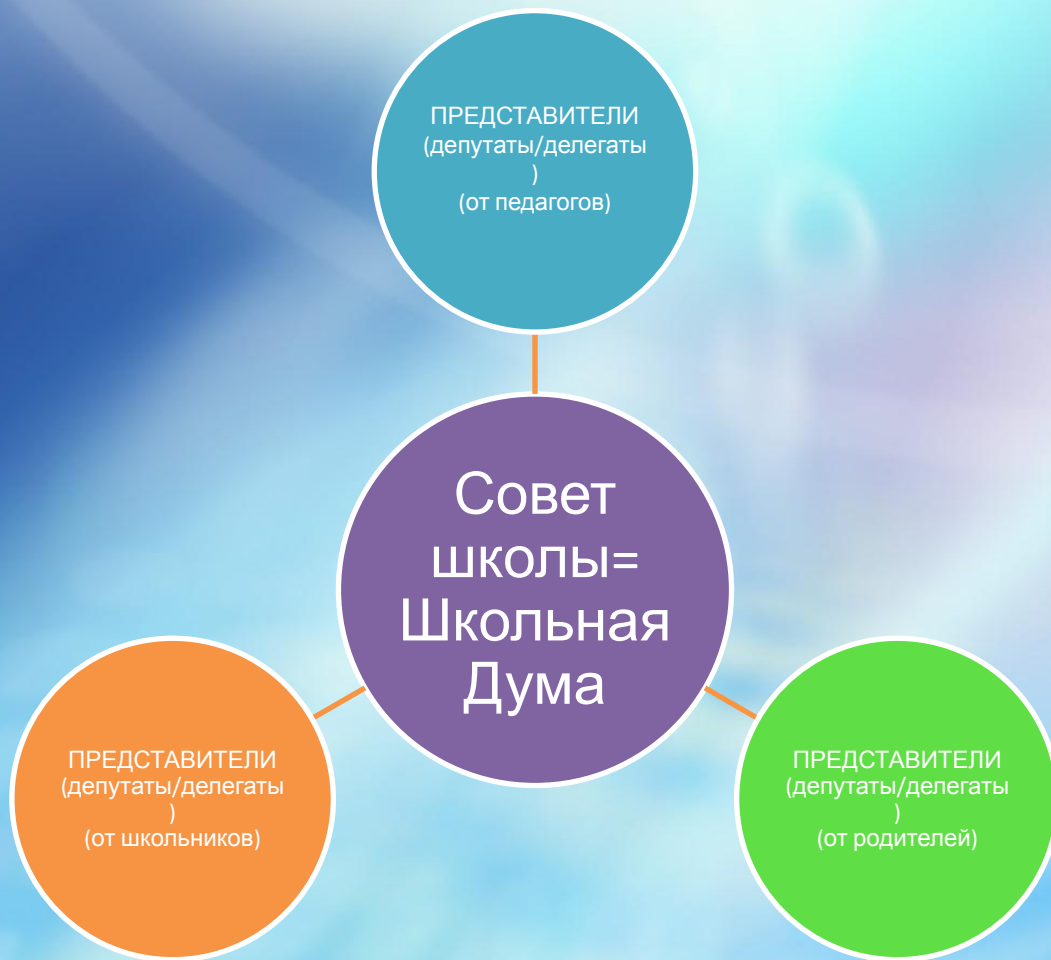 ПРЕДСТАВИТЕЛИ
(депутаты/делегаты
)
(от педагогов)
Совет
школы=
Школьная
Дума
ПРЕДСТАВИТЕЛИ
(депутаты/делегаты
)
(от школьников)
ПРЕДСТАВИТЕЛИ
(депутаты/делегаты
)
(от родителей)